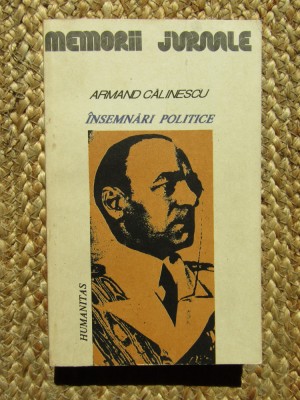 MEMORII JURNALE
ARMAND CĂLINESCU
ÎNSEMNĂRI POLITICE
HUMANITAS